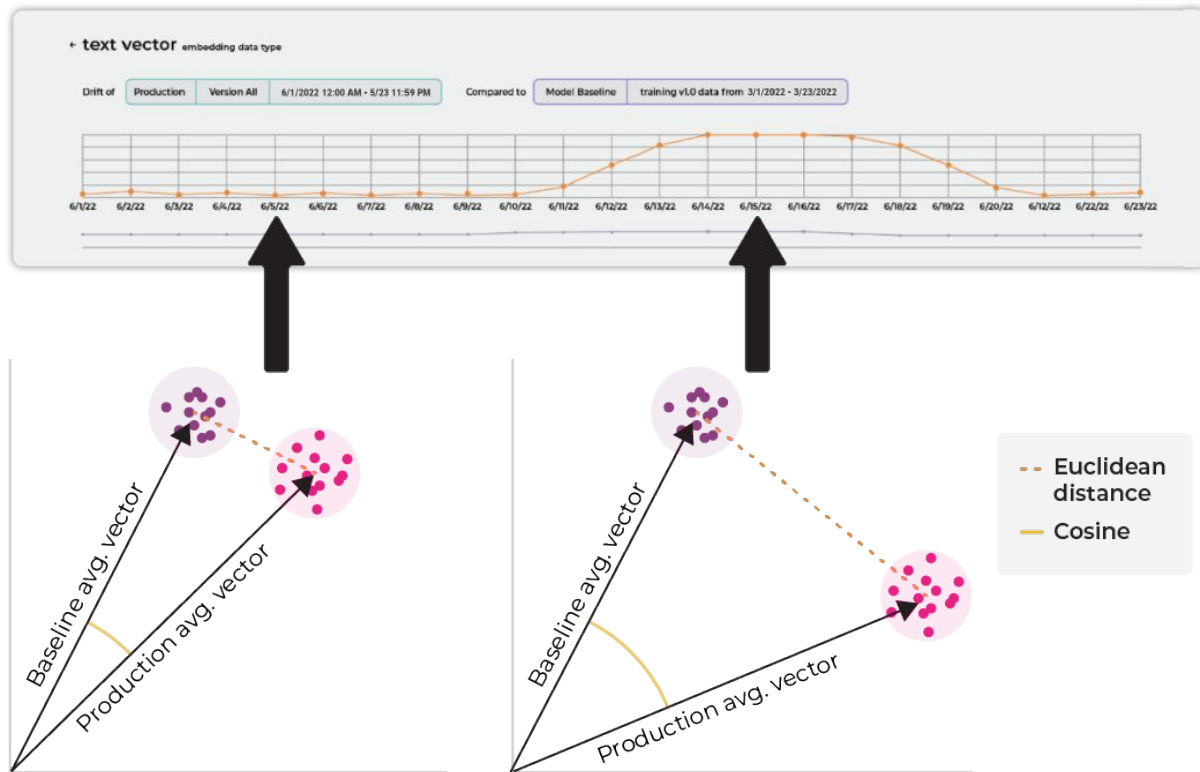 ← text vector embedding data type
Drift of Production Version All 6/1/2022 12:00 AM - 5/23 11:59 PM Compared to Model Baseline training v1.0 data from 3/1/2022 - 3/23/2022
6/1/22 6/2/22 6/3/22 6/4/22 6/5/22 6/6/22 6/7/22 6/8/22 6/9/22 6/10/22 6/11/22 6/12/22 6/13/22 6/14/22 6/15/22 6/16/22 6/17/22 6/18/22 6/19/22 6/20/22 6/12/22 6/22/22 6/23/22
Baseline avg. vector
Production avg. vector
Baseline avg. vector
Production avg. vector
Euclidean
distance
Cosine